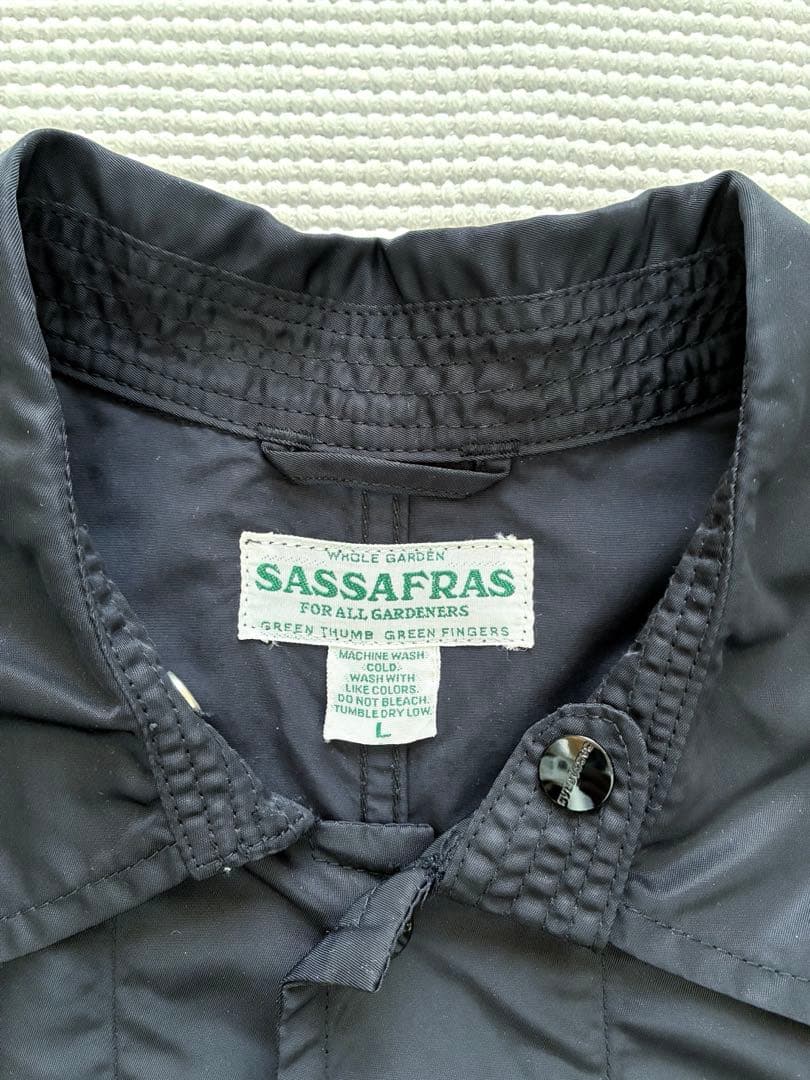 WHOLE GARDEN
SASSAFRAS
FOR ALL GARDENERS
GREEN THUMB GREEN FINGERS
MACHINE WASH
COLD.
WASH WITH
LIKE COLORS.
DO NOT BLEACH.
TUMBLE DRY LOW.
L